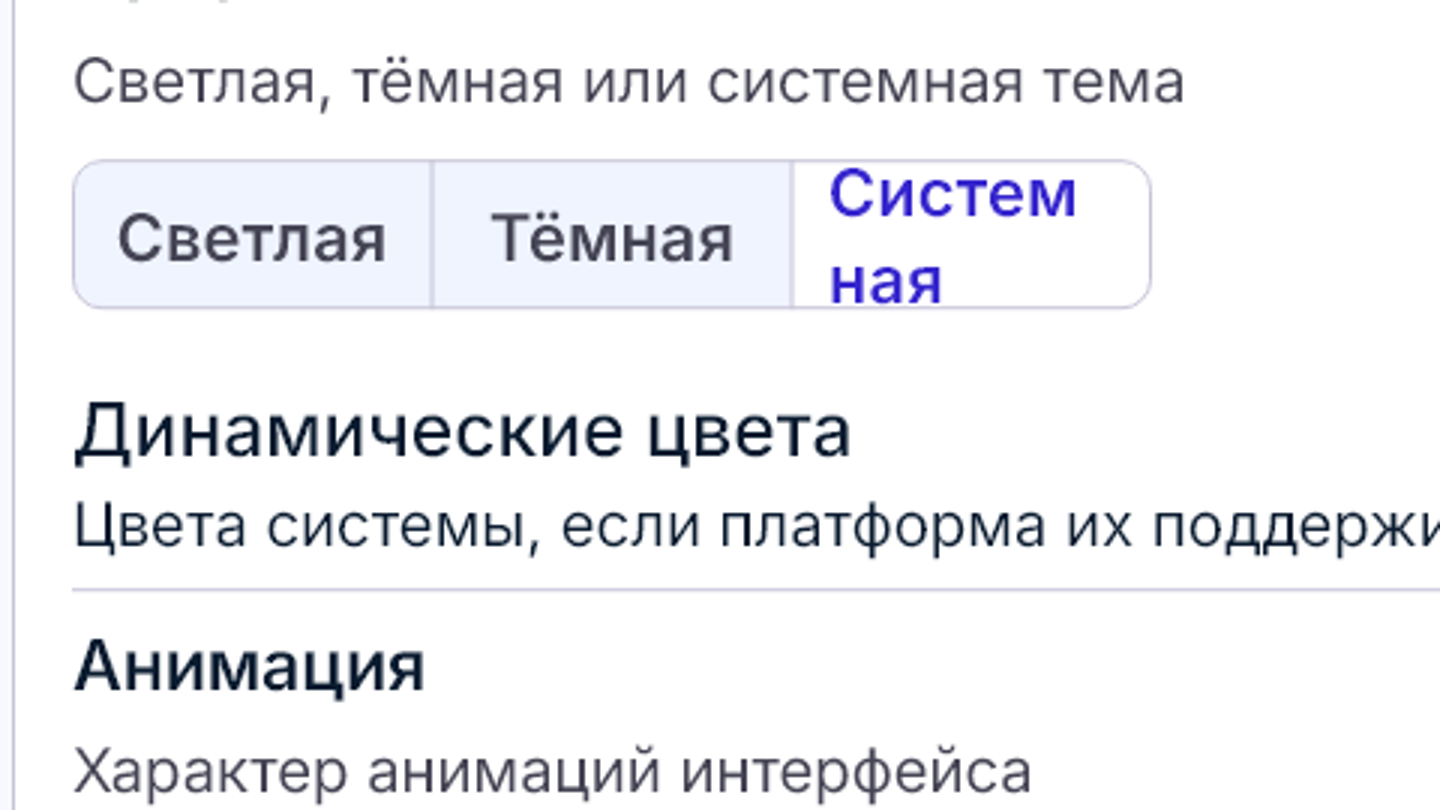 Светлая, тёмная или системная тема
Светлая
Тёмная
Систем
ная
Динамические цвета
Цвета системы, если платформа их
Анимация
Характер анимаций интерфейса